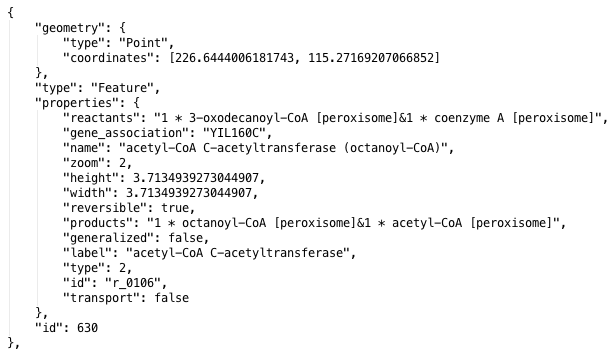 {
    "geometry": {
        "type": "Point",
        "coordinates": [226.6444006181743, 115.27169207066852]
    },
    "type": "Feature",
    "properties": {
        "reactants": "1 * 3-oxodecanoyl-CoA [peroxisome]&1 * coenzyme A [peroxisome]",
        "gene_association": "YIL160C",
        "name": "acetyl-CoA C-acetyltransferase (octanoyl-CoA)",
        "zoom": 2,
        "height": 3.7134939273044907,
        "width": 3.7134939273044907,
        "reversible": true,
        "products": "1 * octanoyl-CoA [peroxisome]&1 * acetyl-CoA [peroxisome]",
        "generalized": false,
        "label": "acetyl-CoA C-acetyltransferase",
        "type": 2,
        "id": "r_0106",
        "transport": false
    },
    "id": 630
},